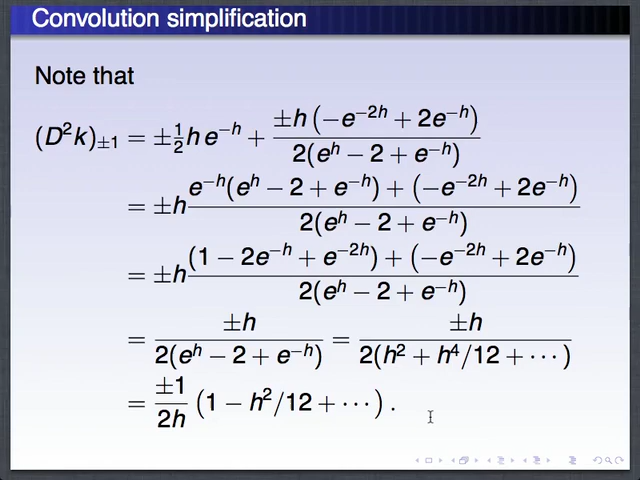 Convolution simplification
Note that
(D²k)±1 = ±½h e^{−h} + ±h (−e^{−2h} + 2e^{−h}) / 2(e^h − 2 + e^{−h})
= ±h e^{−h}(e^h − 2 + e^{−h}) + (−e^{−2h} + 2e^{−h}) / 2(e^h − 2 + e^{−h})
= ±h (1 − 2e^{−h} + e^{−2h}) + (−e^{−2h} + 2e^{−h}) / 2(e^h − 2 + e^{−h})
= ±h / 2(e^h − 2 + e^{−h}) = ±h / 2(h² + h⁴/12 + ⋯)
= ±1 / 2h (1 − h²/12 + ⋯).